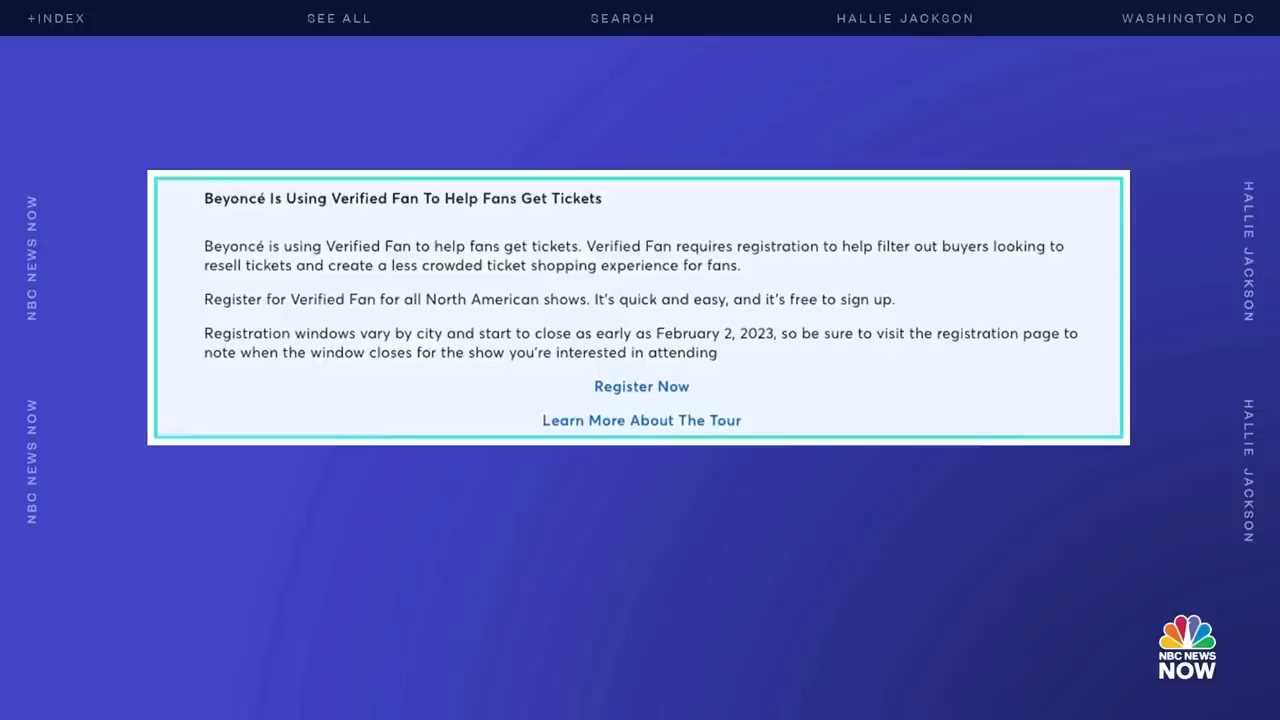 +INDEX
SEE ALL
SEARCH
HALLIE JACKSON
WASHINGTON DC
NBC NEWS NOW
NBC NEWS NOW
Beyoncé Is Using Verified Fan To Help Fans Get Tickets
Beyoncé is using Verified Fan to help fans get tickets. Verified Fan requires registration to help filter out buyers looking to
resell tickets and create a less crowded ticket shopping experience for fans.
Register for Verified Fan for all North American shows. It's quick and easy, and it's free to sign up.
Registration windows vary by city and start to close as early as February 2, 2023, so be sure to visit the registration page to
note when the window closes for the show you're interested in attending
Register Now
Learn More About The Tour
HALLIE JACKSON
HALLIE JACKSON
NBC NEWS
NOW